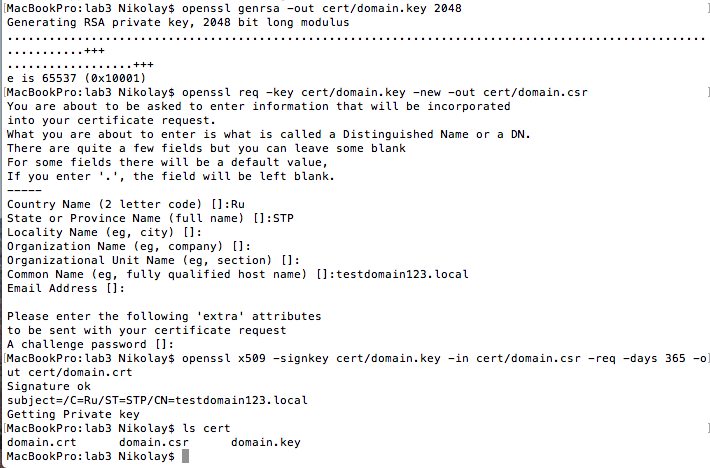 [MacBookPro:lab3 Nikolay$ openssl genrsa -out cert/domain.key 2048 ]
Generating RSA private key, 2048 bit long modulus
.......................................................................................................
...........+++
..................+++
e is 65537 (0x10001)
[MacBookPro:lab3 Nikolay$ openssl req -key cert/domain.key -new -out cert/domain.csr ]
You are about to be asked to enter information that will be incorporated
into your certificate request.
What you are about to enter is what is called a Distinguished Name or a DN.
There are quite a few fields but you can leave some blank
For some fields there will be a default value,
If you enter '.', the field will be left blank.
-----
Country Name (2 letter code) []:Ru
State or Province Name (full name) []:STP
Locality Name (eg, city) []:
Organization Name (eg, company) []:
Organizational Unit Name (eg, section) []:
Common Name (eg, fully qualified host name) []:testdomain123.local
Email Address []:
Please enter the following 'extra' attributes
to be sent with your certificate request
A challenge password []:
[MacBookPro:lab3 Nikolay$ openssl x509 -signkey cert/domain.key -in cert/domain.csr -req -days 365 -o]
ut cert/domain.crt
Signature ok
subject=/C=Ru/ST=STP/CN=testdomain123.local
Getting Private key
[MacBookPro:lab3 Nikolay$ ls cert ]
domain.crt domain.csr domain.key
MacBookPro:lab3 Nikolay$